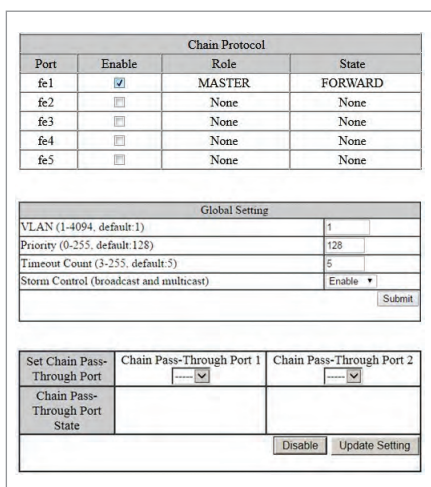 Chain Protocol
Port Enable Role State
fe1 MASTER FORWARD
fe2 None None
fe3 None None
fe4 None None
fe5 None None
Global Setting
VLAN (1-4094, default:1) 1
Priority (0-255, default:128) 128
Timeout Count (3-255, default:5) 5
Storm Control (broadcast and multicast) Enable
Submit
Set Chain Pass-Through Port Chain Pass-Through Port 1 Chain Pass-Through Port 2
----- -----
Chain Pass-Through Port State
Disable Update Setting